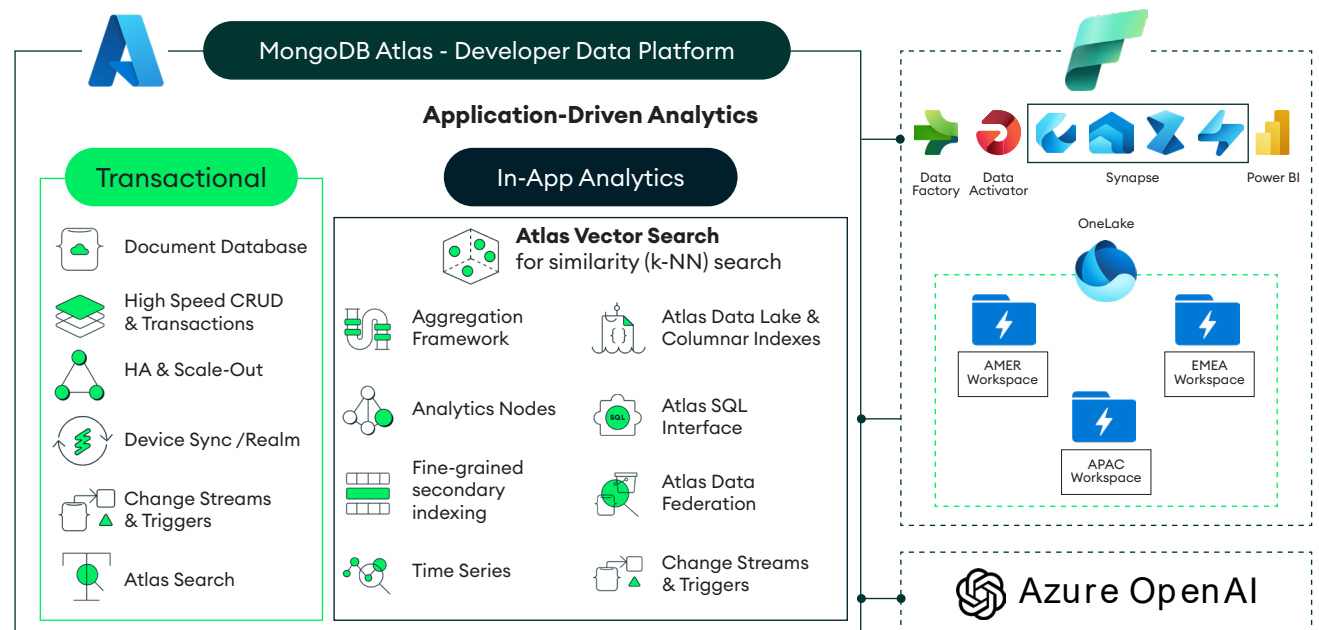 MongoDB Atlas - Developer Data Platform
Application-Driven Analytics
Transactional
Document Database
High Speed CRUD
& Transactions
HA & Scale-Out
Device Sync /Realm
Change Streams
& Triggers
Atlas Search
In-App Analytics
Atlas Vector Search
for similarity (k-NN) search
Aggregation
Framework
Analytics Nodes
Fine-grained
secondary
indexing
Time Series
Atlas Data Lake &
Columnar Indexes
SQL
Atlas SQL
Interface
Atlas Data
Federation
Change Streams
& Triggers
Data
Factory
Data
Activator
Synapse
Power BI
OneLake
AMER
Workspace
EMEA
Workspace
APAC
Workspace
Azure OpenAI